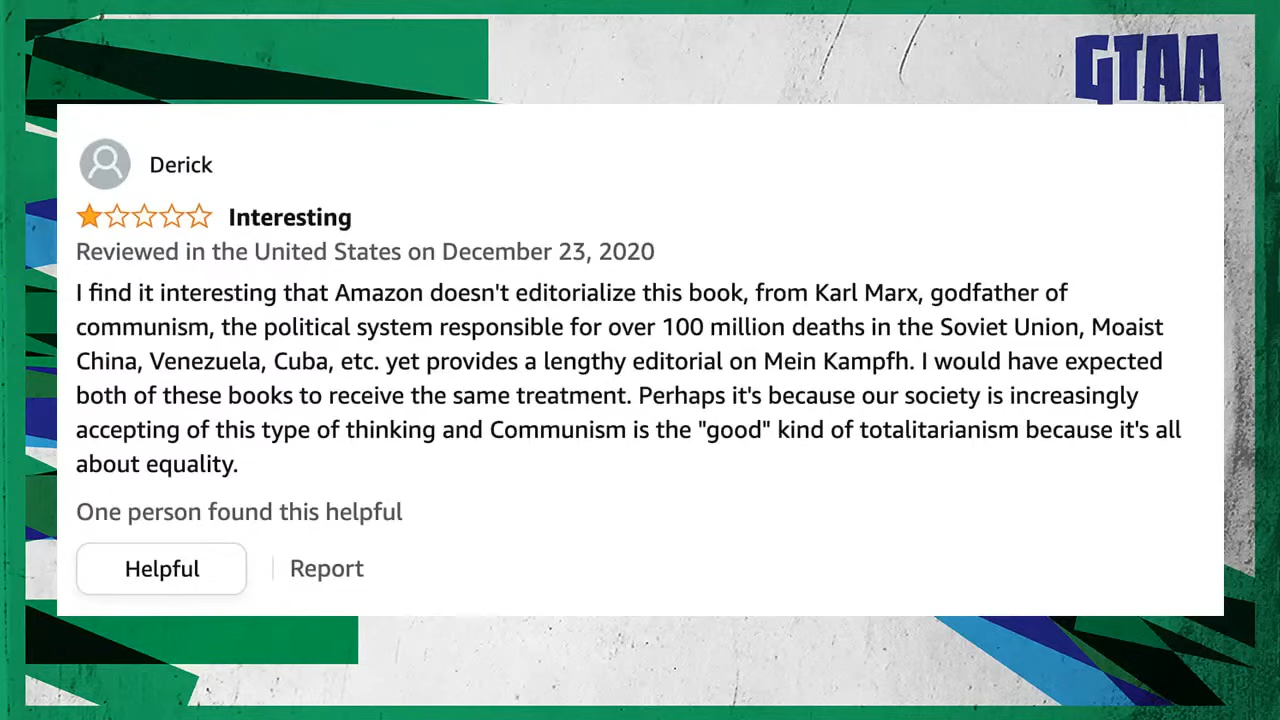 GTAA
Derick
Interesting
Reviewed in the United States on December 23, 2020
I find it interesting that Amazon doesn't editorialize this book, from Karl Marx, godfather of
communism, the political system responsible for over 100 million deaths in the Soviet Union, Moaist
China, Venezuela, Cuba, etc. yet provides a lengthy editorial on Mein Kampfh. I would have expected
both of these books to receive the same treatment. Perhaps it's because our society is increasingly
accepting of this type of thinking and Communism is the "good" kind of totalitarianism because it's all
about equality.
One person found this helpful
Helpful
Report